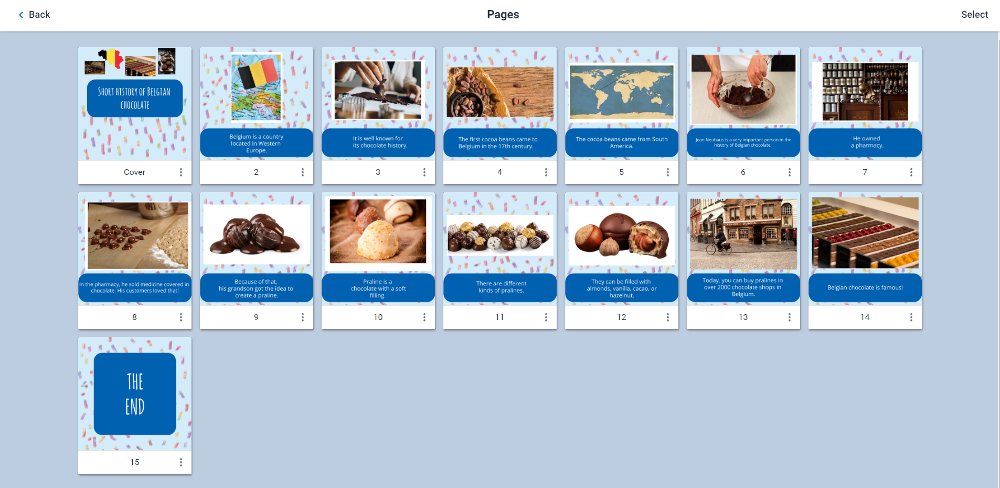 Back
Pages
Select
SHORT HISTORY OF BELGIAN
CHOCOLATE
Cover
Belgium is a country
located in Western
Europe.
2
It is well known for
its chocolate history.
3
The first cocoa beans came to
Belgium in the 17th century.
4
The cocoa beans came from South
America.
5
Jean Neuhaus is a very important person in the
history of Belgian chocolate.
6
He owned
a pharmacy.
7
In the pharmacy, he sold medicine covered in
chocolate. His customers loved that!
8
Because of that,
his grandson got the idea to
create a praline.
9
Praline is a
chocolate with a soft
filling.
10
There are different
kinds of pralines.
11
They can be filled with
almonds, vanilla, cacao, or
hazelnut.
12
DUMON
Today, you can buy pralines in
over 2000 chocolate shops in
Belgium.
13
Belgian chocolate is famous!
14
THE
END
15